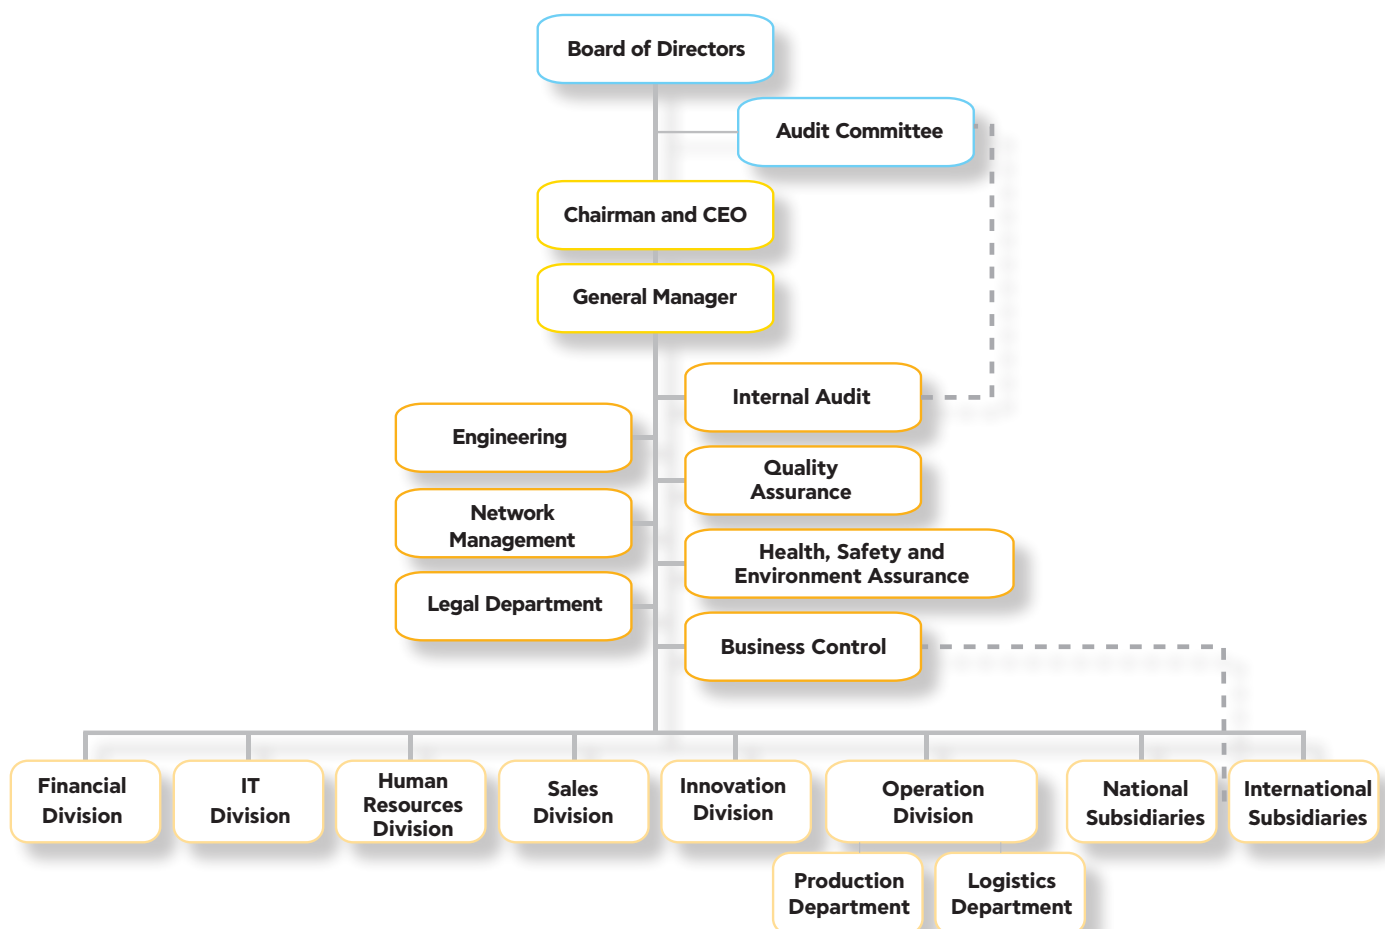 Board of Directors
Audit Committee
Chairman and CEO
General Manager
Internal Audit
Engineering
Quality
Assurance
Network
Management
Health, Safety and
Environment Assurance
Legal Department
Business Control
Financial
Division
IT
Division
Human
Resources
Division
Sales
Division
Innovation
Division
Operation
Division
National
Subsidiaries
International
Subsidiaries
Production
Department
Logistics
Department